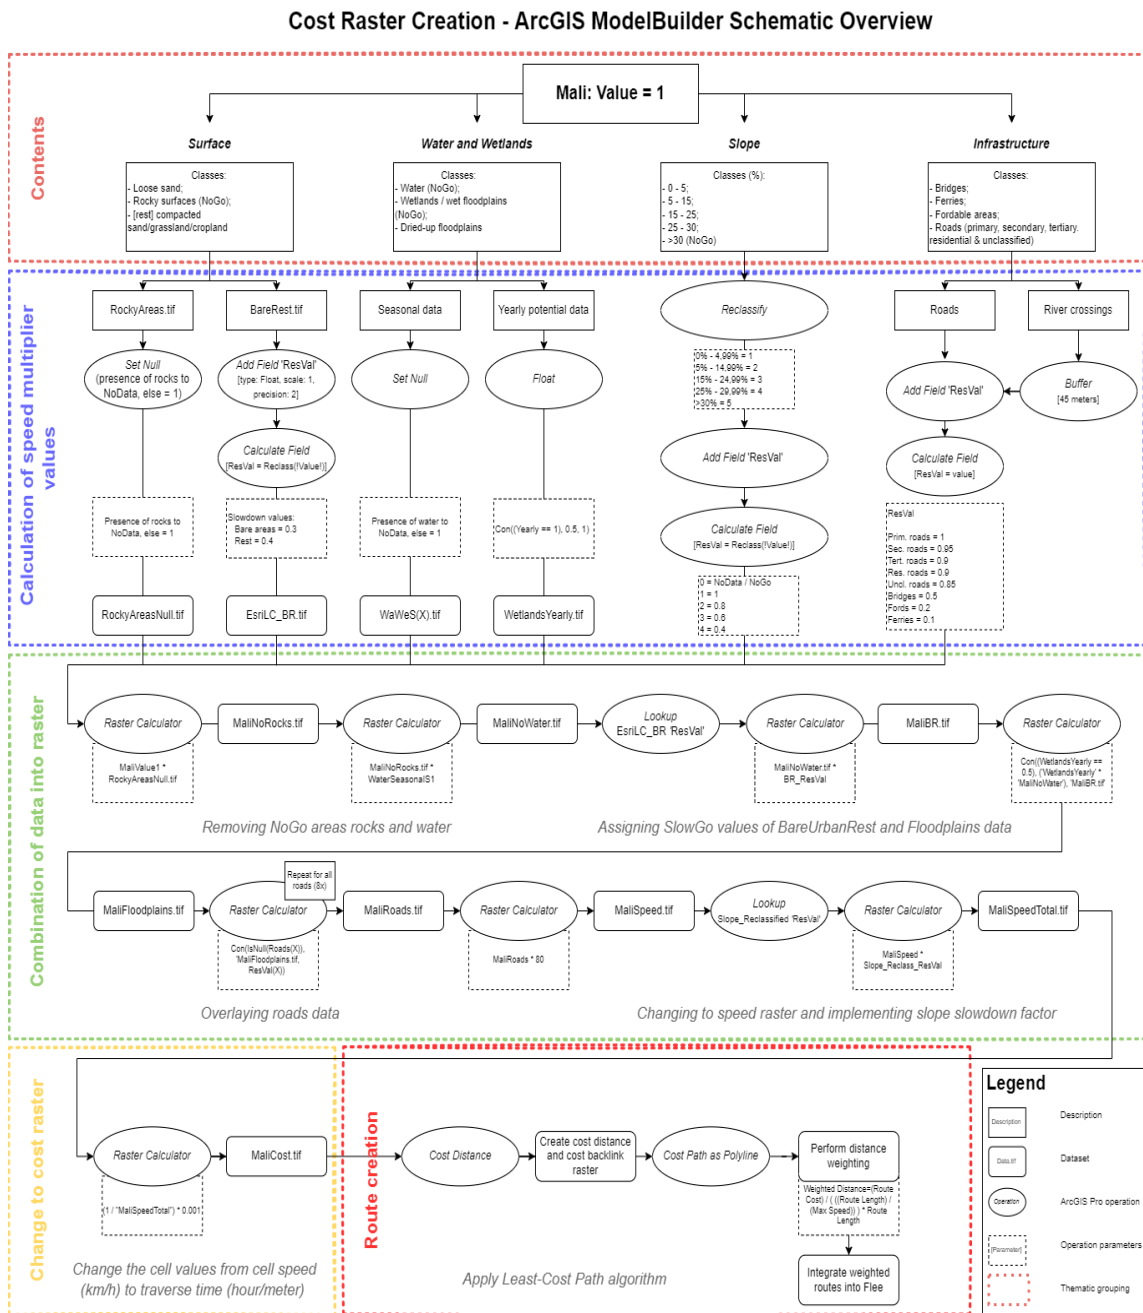 Cost Raster Creation - ArcGIS ModelBuilder Schematic Overview
Contents
Mali: Value = 1
Surface
Water and Wetlands
Slope
Infrastructure
Classes:
- Loose sand;
- Rocky surfaces (NoGo);
- [rest] compacted
sand/grassland/cropland
Classes:
- Water (NoGo);
- Wetlands / wet floodplains
(NoGo);
- Dried-up floodplains
Classes (%):
- 0 - 5;
- 5 - 15;
- 15 - 25;
- 25 - 30;
- >30 (NoGo)
Classes:
- Bridges;
- Ferries;
- Fordable areas;
- Roads (primary, secondary, tertiary.
residential & unclassified)
Calculation of speed multiplier
values
RockyAreas.tif
BareRest.tif
Seasonal data
Yearly potential data
Reclassify
Roads
River crossings
Set Null
(presence of rocks to
NoData, else = 1)
Add Field 'ResVal'
[type: Float, scale: 1,
precision: 2]
Set Null
Float
0% - 4,99% = 1
5% - 14,99% = 2
15% - 24,99% = 3
25% - 29,99% = 4
>30% = 5
Add Field 'ResVal'
Buffer
[45 meters]
Calculate Field
[ResVal = Reclass(!Value!)]
Add Field 'ResVal'
Calculate Field
[ResVal = value]
Presence of rocks to
NoData, else = 1
Slowdown values:
Bare areas = 0.3
Rest = 0.4
Presence of water to
NoData, else = 1
Con((Yearly == 1), 0.5, 1)
Calculate Field
[ResVal = Reclass(!Value!)]
ResVal
Prim. roads = 1
Sec. roads = 0.95
Tert. roads = 0.9
Res. roads = 0.9
Uncl. roads = 0.85
Bridges = 0.5
Fords = 0.2
Ferries = 0.1
0 = NoData / NoGo
1 = 1
2 = 0.8
3 = 0.6
4 = 0.4
RockyAreasNull.tif
EsriLC_BR.tif
WaWeS(X).tif
WetlandsYearly.tif
Combination of data into raster
Raster Calculator
MaliNoRocks.tif
Raster Calculator
MaliNoWater.tif
Lookup
EsriLC_BR 'ResVal'
Raster Calculator
MaliBR.tif
Raster Calculator
MaliValue1 *
RockyAreasNull.tif
MaliNoRocks.tif *
WaterSeasonalS1
MaliNoWater.tif *
BR_ResVal
Con((WetlandsYearly ==
0.5), ('WetlandsYearly' *
'MaliNoWater'), 'MaliBR.tif'
Removing NoGo areas rocks and water
Assigning SlowGo values of BareUrbanRest and Floodplains data
Repeat for all
roads (8x)
MaliFloodplains.tif
Raster Calculator
MaliRoads.tif
Raster Calculator
MaliSpeed.tif
Lookup
Slope_Reclassified 'ResVal'
Raster Calculator
MaliSpeedTotal.tif
Con(IsNull(Roads(X)),
'MaliFloodplains.tif,
ResVal(X))
MaliRoads * 80
MaliSpeed *
Slope_Reclass_ResVal
Overlaying roads data
Changing to speed raster and implementing slope slowdown factor
Change to cost raster
Raster Calculator
MaliCost.tif
(1 / "MaliSpeedTotal") * 0.001
Change the cell values from cell speed
(km/h) to traverse time (hour/meter)
Route creation
Cost Distance
Create cost distance
and cost backlink
raster
Cost Path as Polyline
Perform distance
weighting
Weighted Distance=(Route
Cost) / ( ((Route Length) /
(Max Speed)) ) * Route
Length
Integrate weighted
routes into Flee
Apply Least-Cost Path algorithm
Legend
Description
Description
Data.tif
Dataset
Operation
ArcGIS Pro operation
[Parameter]
Operation parameters
Thematic grouping